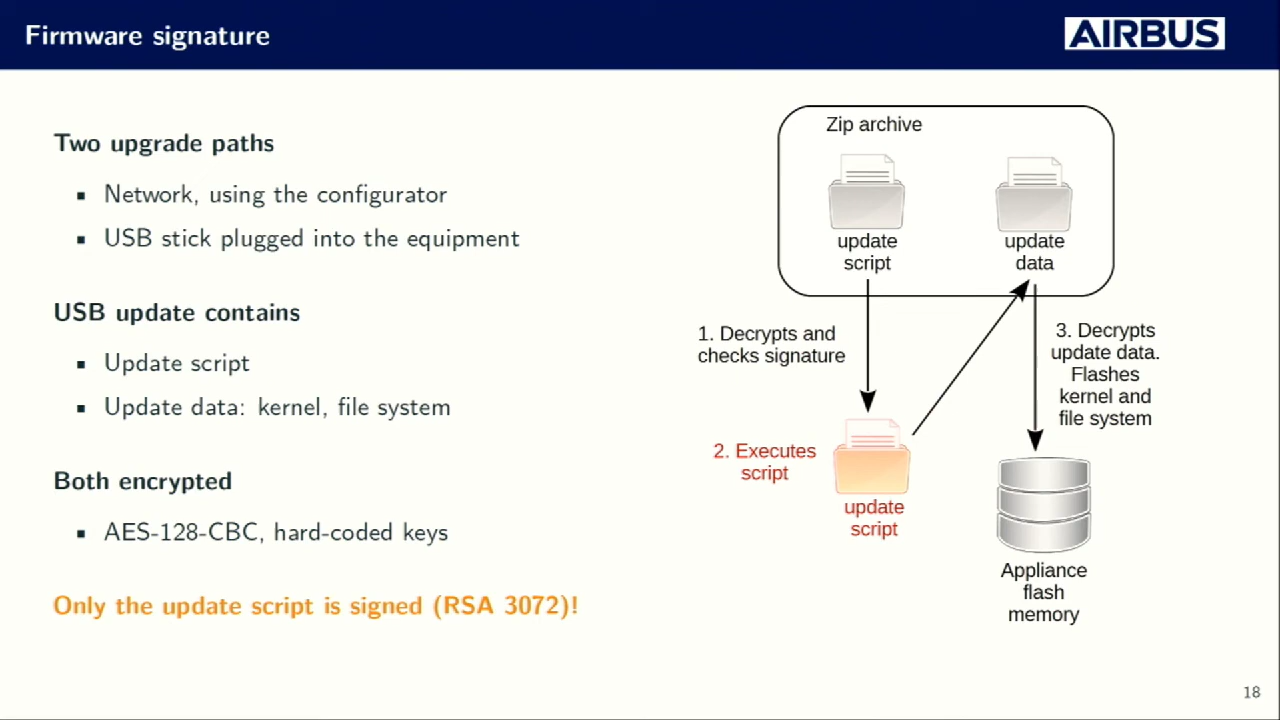 Firmware signature
AIRBUS
Two upgrade paths
Network, using the configurator
USB stick plugged into the equipment
USB update contains
Update script
Update data: kernel, file system
Both encrypted
AES-128-CBC, hard-coded keys
Only the update script is signed (RSA 3072)!
Zip archive
update
script
update
data
1. Decrypts and
checks signature
2. Executes
script
update
script
3. Decrypts
update data.
Flashes
kernel and
file system
Appliance
flash
memory
18